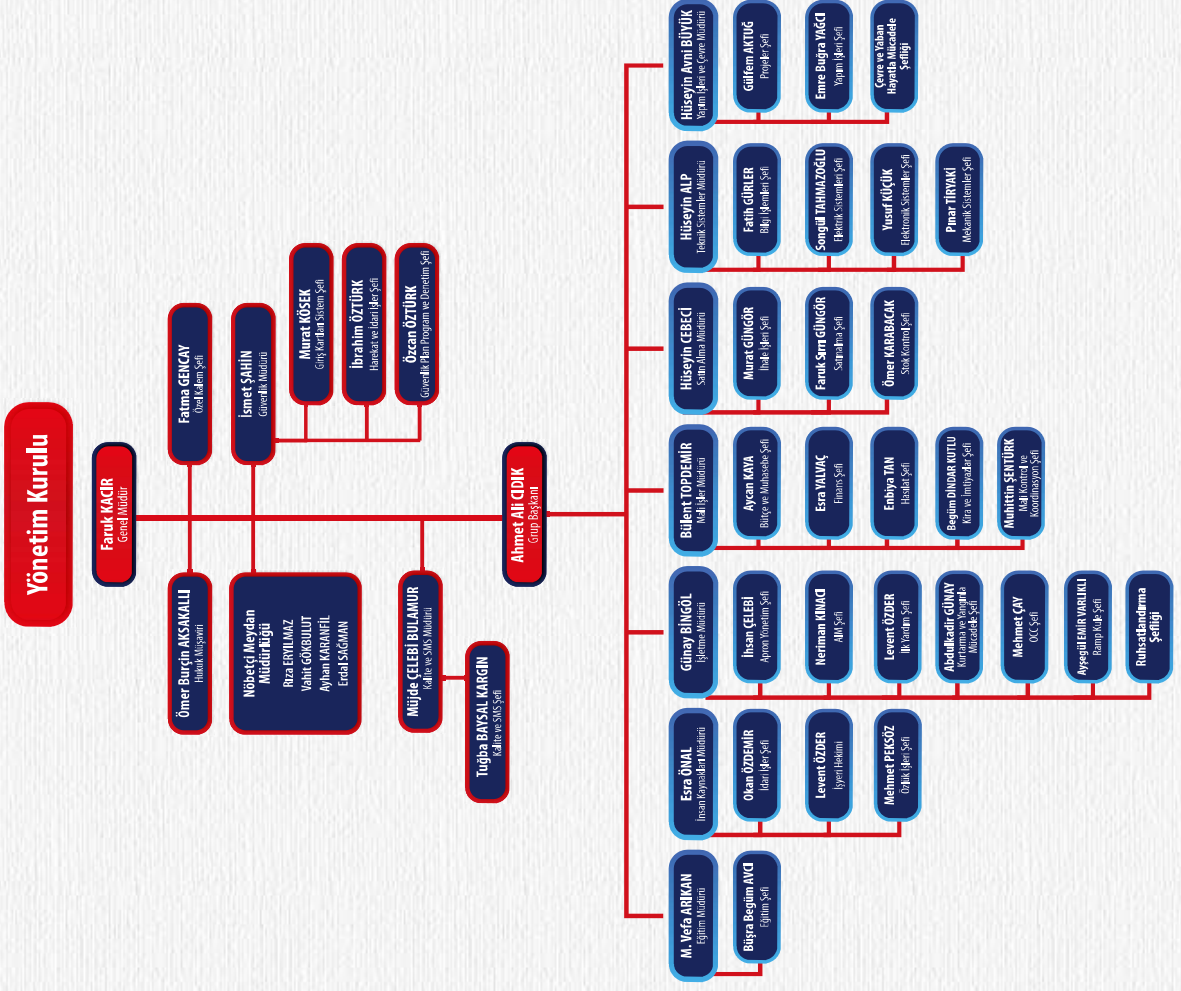 Yönetim Kurulu
Faruk KACİR
Genel Müdür
Ömer Burçin AKSAKALLI
Hukuk Müşaviri
Fatma GENCAY
Özel Kalem Şefi
Nöbetçi Meydan
Müdürlüğü
Rıza ERYILMAZ
Vahit GÖKBULUT
Ayhan KARANFİL
Erdal SAĞMAN
İsmet ŞAHİN
Güvenlik Müdürü
Murat KÖSEK
Giriş Kartları Sistem Şefi
İbrahim ÖZTÜRK
Harekat ve İdari İşler Şefi
Özcan ÖZTÜRK
Güvenlik Plan Program ve Denetim Şefi
Müjde ÇELEBİ BULAMUR
Kalite ve SMS Müdürü
Tuğba BAYSAL KARGIN
Kalite ve SMS Şefi
Ahmet Ali CIDIK
Grup Başkanı
M. Vefa ARIKAN
Eğitim Müdürü
Büşra Begüm AVCI
Eğitim Şefi
Esra ÖNAL
İnsan Kaynakları Müdürü
Okan ÖZDEMİR
İdari İşler Şefi
Levent ÖZDER
İşyeri Hekimi
Mehmet PEKSÖZ
Özlük İşleri Şefi
Günay BİNGÖL
İşletme Müdürü
İhsan ÇELEBİ
Apron Yönetim Şefi
Neriman KINACI
AIM Şefi
Levent ÖZDER
İlk Yardım Şefi
Abdulkadir GÜNAY
Kurtarma ve Yangınla
Mücadele Şefi
Mehmet ÇAY
OCC Şefi
Ayşegül EMİR VARLIKLI
Ramp Kule Şefi
Ruhsatlandırma
Şefliği
Bülent TOPDEMİR
Mali İşler Müdürü
Aycan KAYA
Bütçe ve Muhasebe Şefi
Esra YALVAÇ
Finans Şefi
Enbiya TAN
Hasılat Şefi
Begüm DİNDAR KUTLU
Kira ve İmtiyazlar Şefi
Muhittin ŞENTÜRK
Mali Kontrol ve
Koordinasyon Şefi
Hüseyin CEBECİ
Satın Alma Müdürü
Murat GÜNGÖR
İhale İşleri Şefi
Faruk Sırrı GÜNGÖR
Satınalma Şefi
Ömer KARABACAK
Stok Kontrol Şefi
Hüseyin ALP
Teknik Sistemler Müdürü
Fatih GÜRLER
Bilgi İşlemleri Şefi
Songül TAHMAZOĞLU
Elektrik Sistemleri Şefi
Yusuf KÜÇÜK
Elektronik Sistemler Şefi
Pınar TİRYAKİ
Mekanik Sistemler Şefi
Hüseyin Avni BÜYÜK
Yapım İşleri ve Çevre Müdürü
Gülfem AKTUĞ
Projeler Şefi
Emre Buğra YAĞCI
Yapım İşleri Şefi
Çevre ve Yaban
Hayatla Mücadele
Şefliği